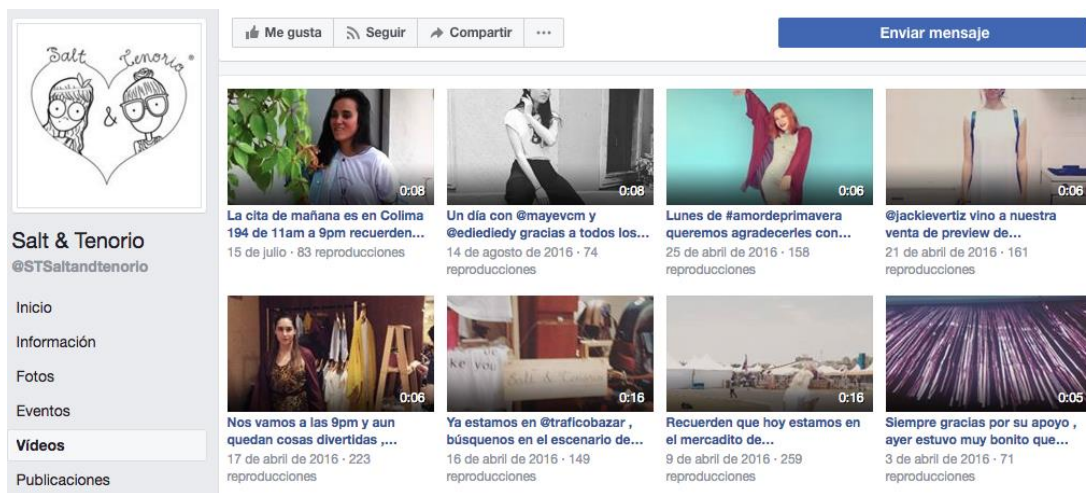 Salt Tenorio
&
Me gusta Seguir Compartir ...
Enviar mensaje
Salt & Tenorio
@STSaltandtenorio
Inicio
Información
Fotos
Eventos
Vídeos
Publicaciones
0:08
La cita de mañana es en Colima
194 de 11am a 9pm recuerden...
15 de julio · 83 reproducciones
0:08
Un día con @mayevcm y
@ediediedy gracias a todos los...
14 de agosto de 2016 · 74
reproducciones
0:06
Lunes de #amordeprimavera
queremos agradecerles con...
25 de abril de 2016 · 158
reproducciones
0:06
@jackievertiz vino a nuestra
venta de preview de...
21 de abril de 2016 · 161
reproducciones
0:06
Nos vamos a las 9pm y aun
quedan cosas divertidas ,...
17 de abril de 2016 · 223
reproducciones
Salt & Tenorio
0:16
Ya estamos en @traficobazar ,
búsquenos en el escenario de...
16 de abril de 2016 · 149
reproducciones
0:16
Recuerden que hoy estamos en
el mercadito de...
9 de abril de 2016 · 259
reproducciones
0:05
Siempre gracias por su apoyo ,
ayer estuvo muy bonito que...
3 de abril de 2016 · 71
reproducciones